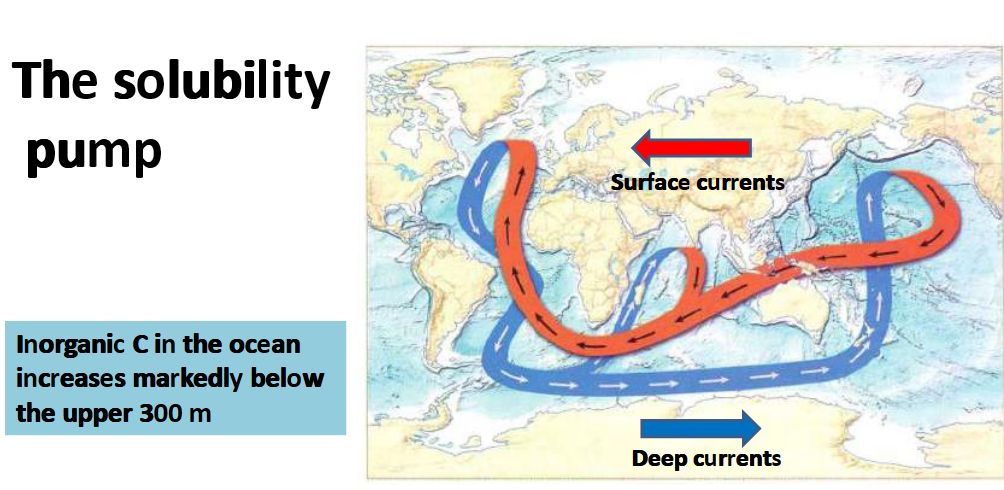 The solubility
pump
Surface currents
Inorganic C in the ocean
increases markedly below
the upper 300 m
Deep currents